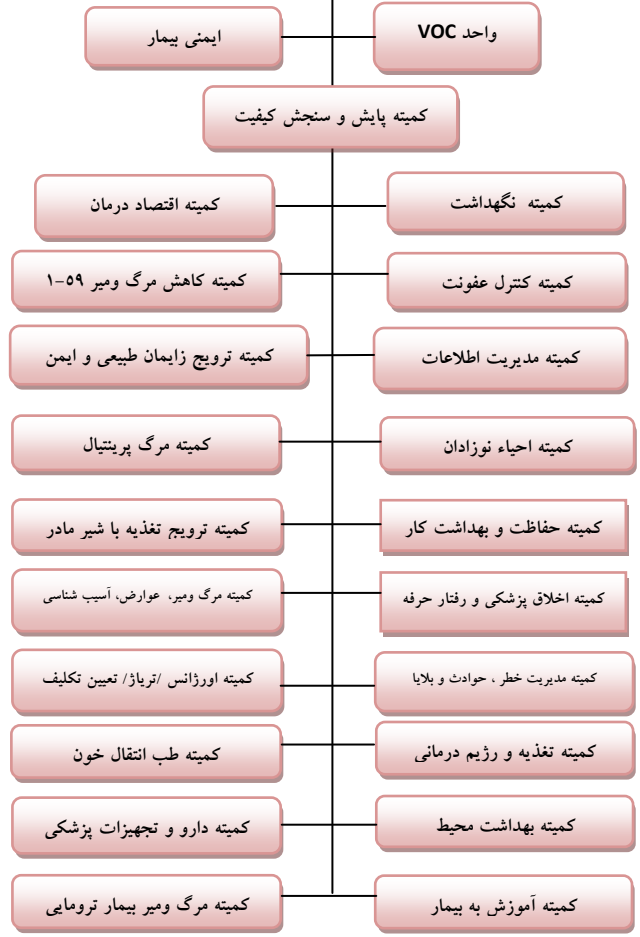 واحد VOC
ایمنی بیمار
کمیته پایش و سنجش کیفیت
کمیته نگهداشت
کمیته اقتصاد درمان
کمیته کنترل عفونت
کمیته کاهش مرگ ومیر ۵۹-۱
کمیته مدیریت اطلاعات
کمیته ترویج زایمان طبیعی و ایمن
کمیته احیاء نوزادان
کمیته مرگ پرینتیال
کمیته حفاظت و بهداشت کار
کمیته ترویج تغذیه با شیر مادر
کمیته اخلاق پزشکی و رفتار حرفه
کمیته مرگ ومیر، عوارض، آسیب شناسی
کمیته مدیریت خطر ، حوادث و بلایا
کمیته اورژانس /تریاژ/ تعیین تکلیف
کمیته تغذیه و رژیم درمانی
کمیته طب انتقال خون
کمیته بهداشت محیط
کمیته دارو و تجهیزات پزشکی
کمیته آموزش به بیمار
کمیته مرگ ومیر بیمار ترومایی